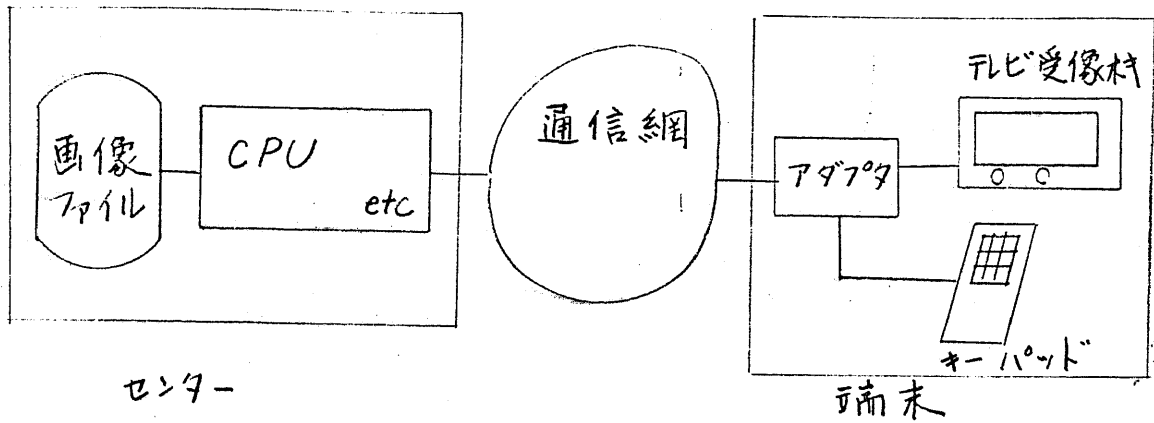 画像
ファイル
CPU
etc
通信網
テレビ受像機
アダプタ
キーパッド
センター
端末